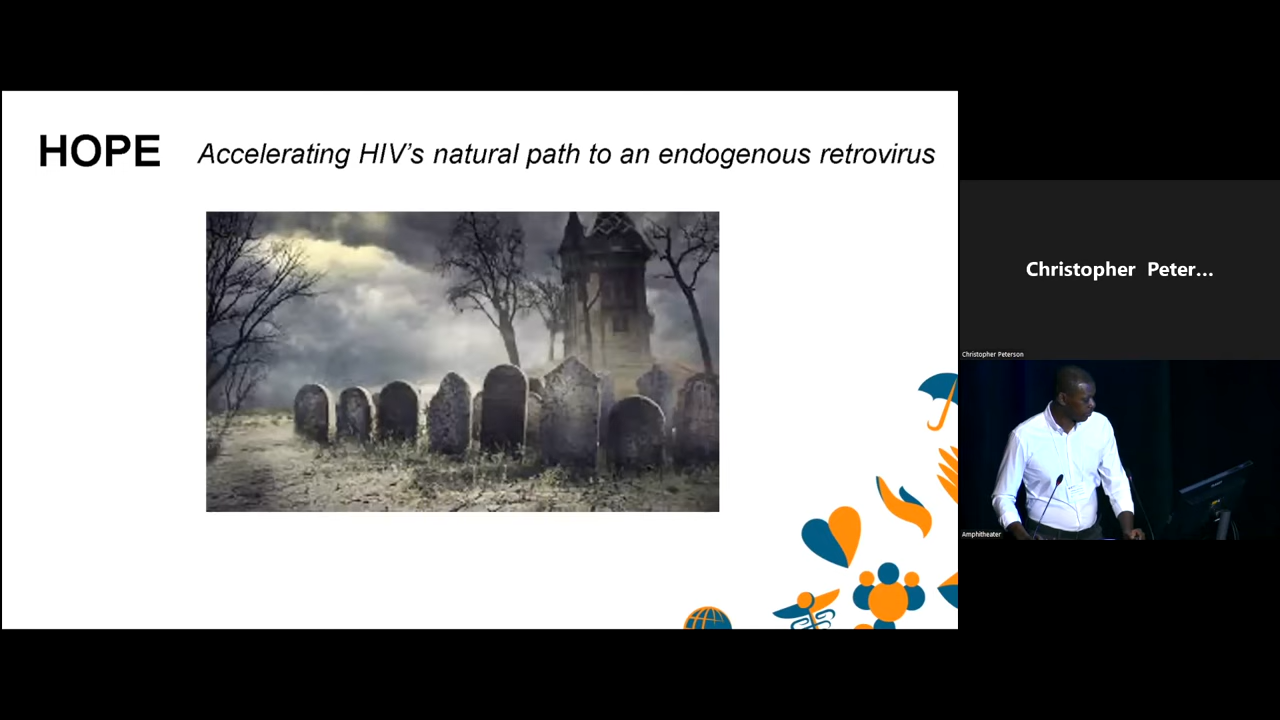 HOPE Accelerating HIV’s natural path to an endogenous retrovirus
Christopher Peter...
Christopher Peterson
Amphitheater